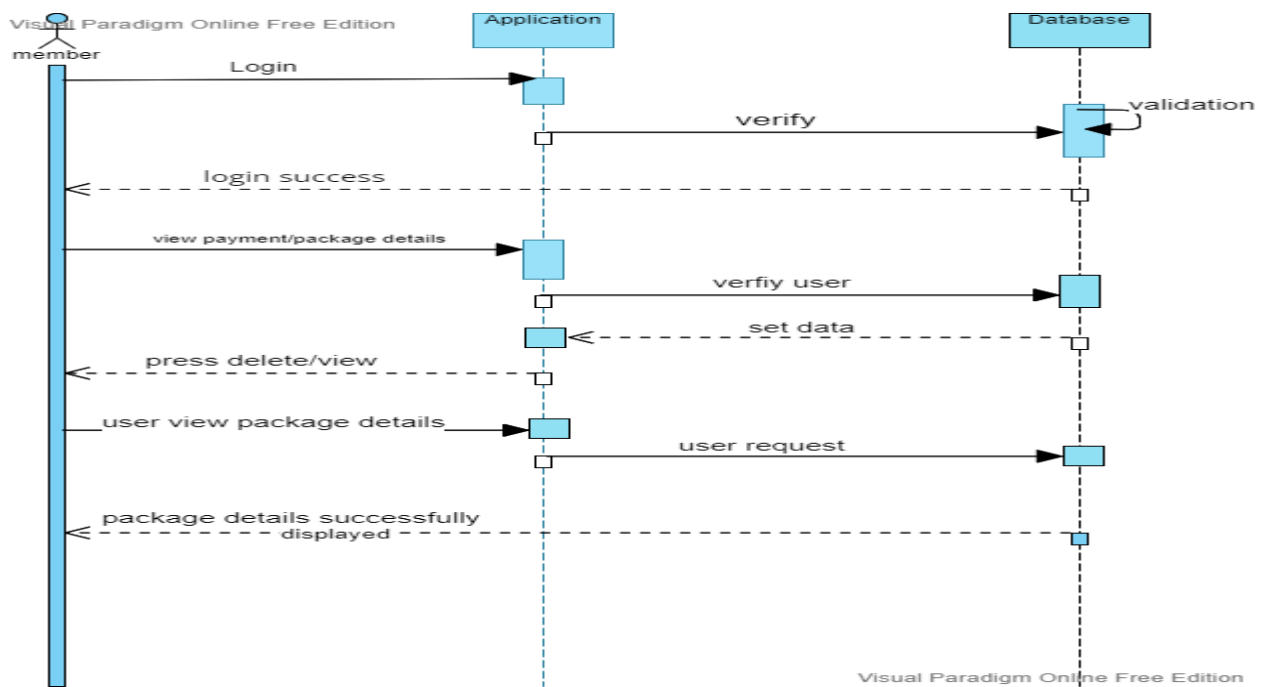 Visual Paradigm Online Free Edition
Application
Database
member
Login
validation
verify
login success
view payment/package details
verfiy user
set data
press delete/view
user view package details
user request
package details successfully
displayed
Visual Paradigm Online Free Edition